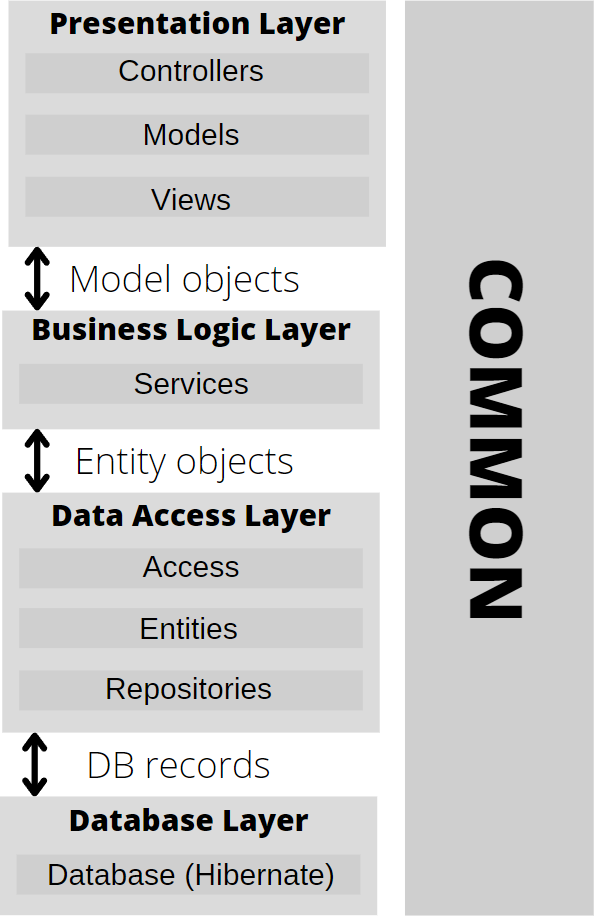 Presentation Layer
Controllers
Models
Views
Model objects
Business Logic Layer
Services
Entity objects
Data Access Layer
Access
Entities
Repositories
DB records
Database Layer
Database (Hibernate)
COMMON